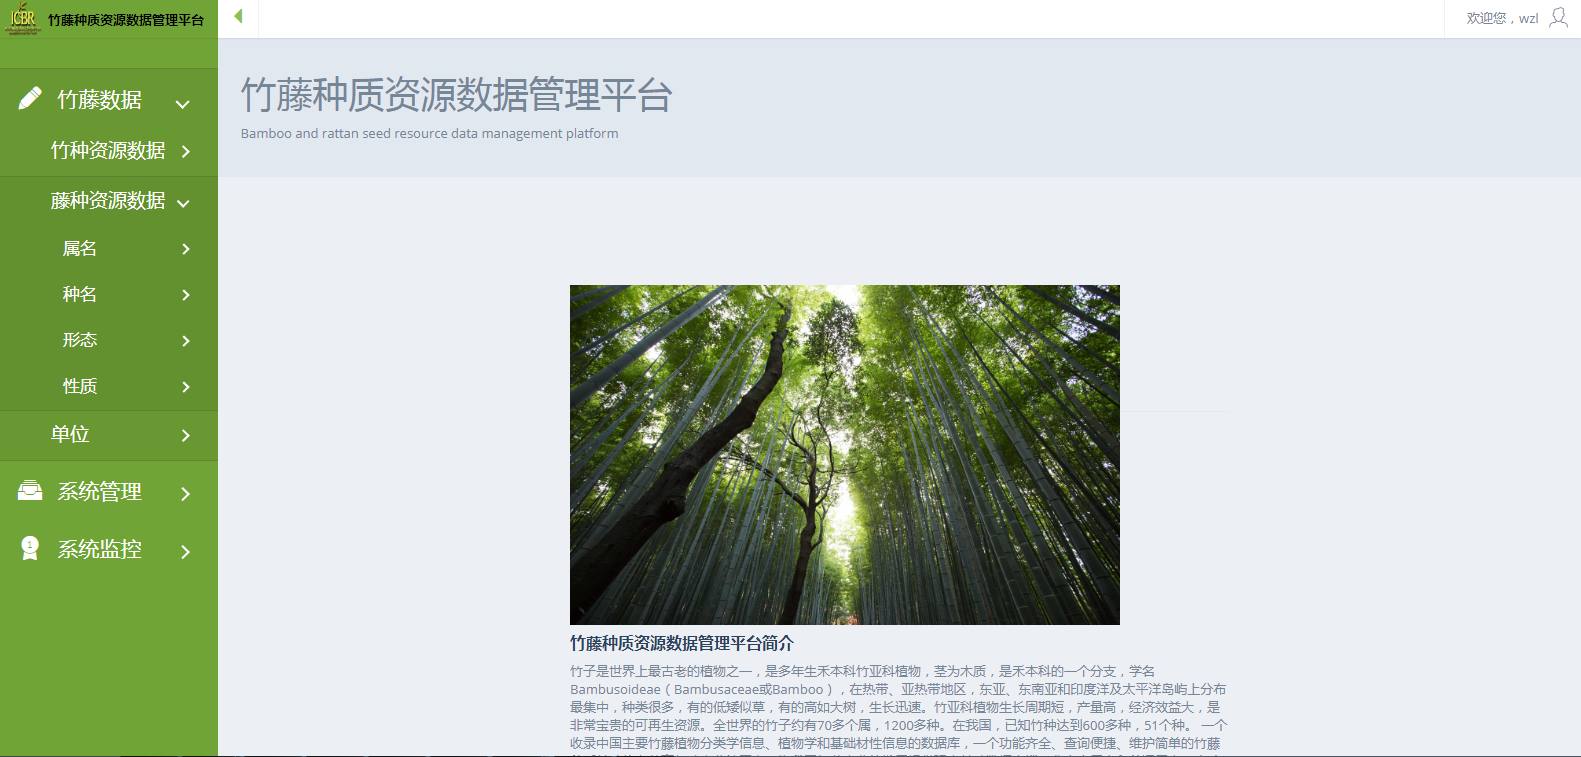 ICBR
竹藤种质资源数据管理平台
欢迎您，wzl
竹藤数据
竹种资源数据
藤种资源数据
属名
种名
形态
性质
单位
系统管理
1
系统监控
竹藤种质资源数据管理平台
Bamboo and rattan seed resource data management platform
竹藤种质资源数据管理平台简介
竹子是世界上最古老的植物之一，是多年生禾本科竹亚科植物，茎为木质，是禾本科的一个分支，学名
Bambusoideae（Bambusaceae或Bamboo），在热带、亚热带地区，东亚、东南亚和印度洋及太平洋岛屿上分布
最集中，种类很多，有的低矮似草，有的高如大树，生长迅速。竹亚科植物生长周期短，产量高，经济效益大，是
非常宝贵的可再生资源。全世界的竹子约有70多个属，1200多种。在我国，已知竹种达到600多种，51个种。 一个
收录中国主要竹藤植物分类学信息、植物学和基础材性信息的数据库，一个功能齐全、查询便捷、维护简单的竹藤